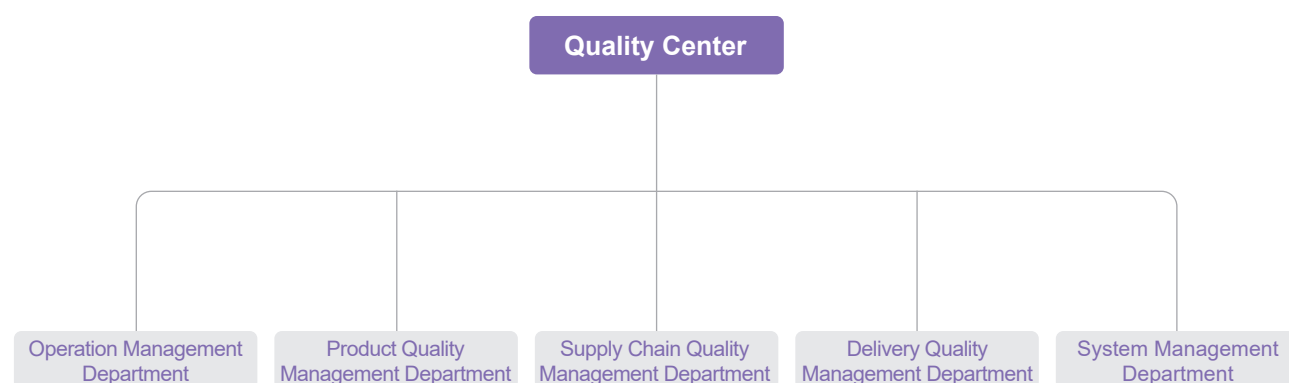 Quality Center
Operation Management
Department
Product Quality
Management Department
Supply Chain Quality
Management Department
Delivery Quality
Management Department
System Management
Department